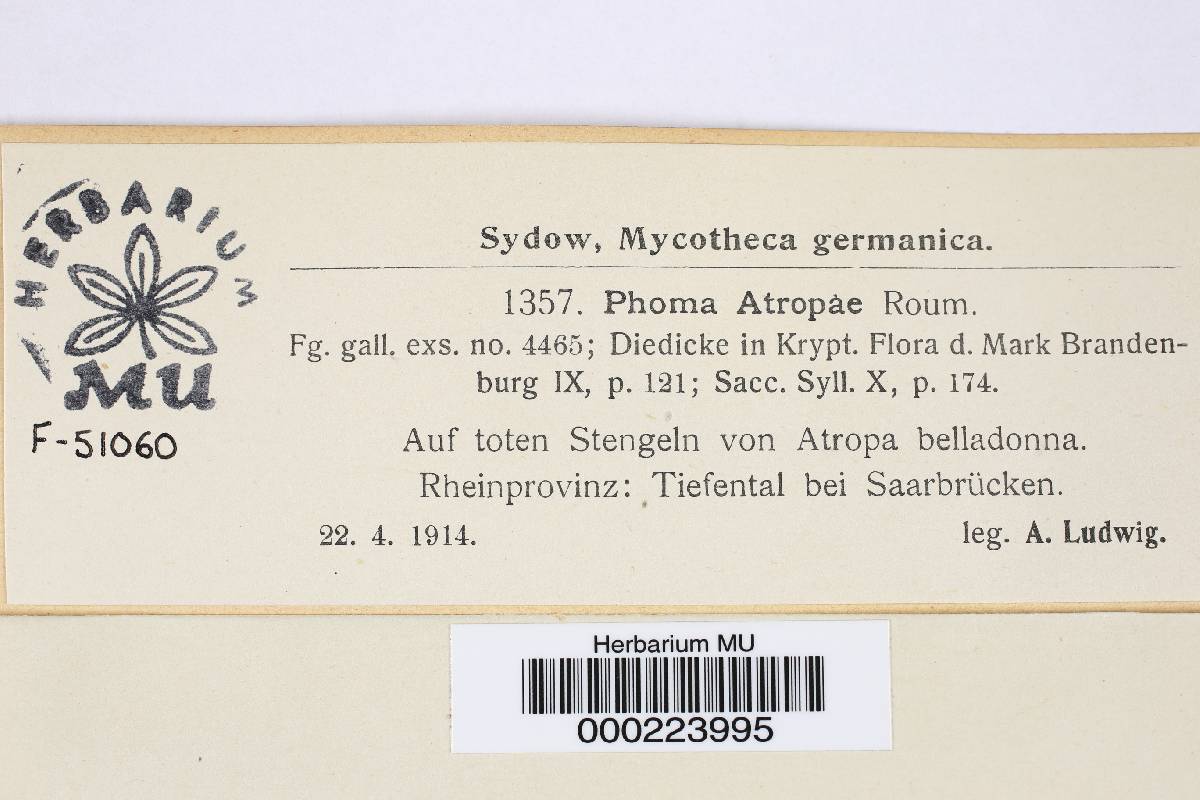 HERBARIUM
MU
F-51060
Sydow, Mycotheca germanica.
1357. Phoma Atropae Roum.
Fg. gall. exs. no. 4465; Diedicke in Krypt. Flora d. Mark Branden-
burg IX, p. 121; Sacc. Syll. X, p. 174.
Auf toten Stengeln von Atropa belladonna.
Rheinprovinz: Tiefental bei Saarbrücken.
22. 4. 1914. leg. A. Ludwig.
Herbarium MU
000223995